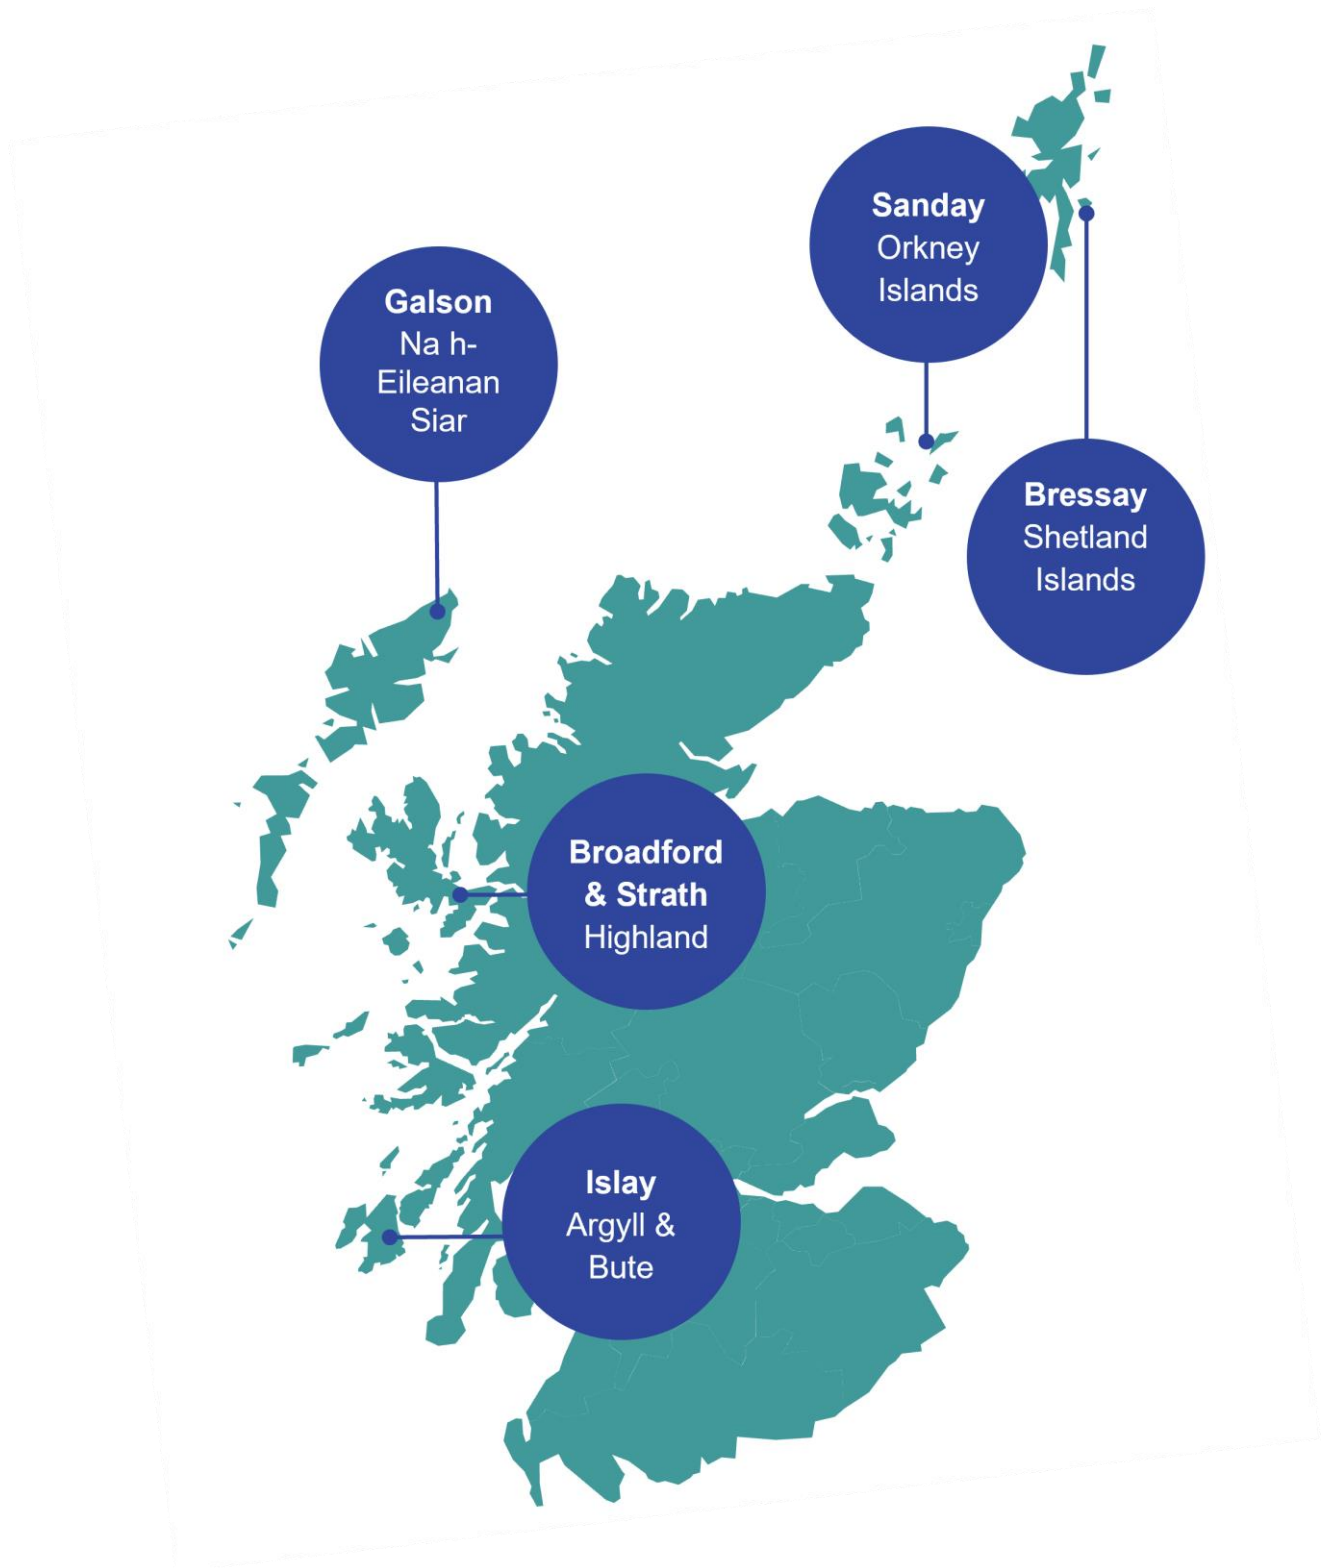 Sanday
Orkney
Islands
Galson
Na h-
Eileanan
Siar
Bressay
Shetland
Islands
Broadford
& Strath
Highland
Islay
Argyll &
Bute